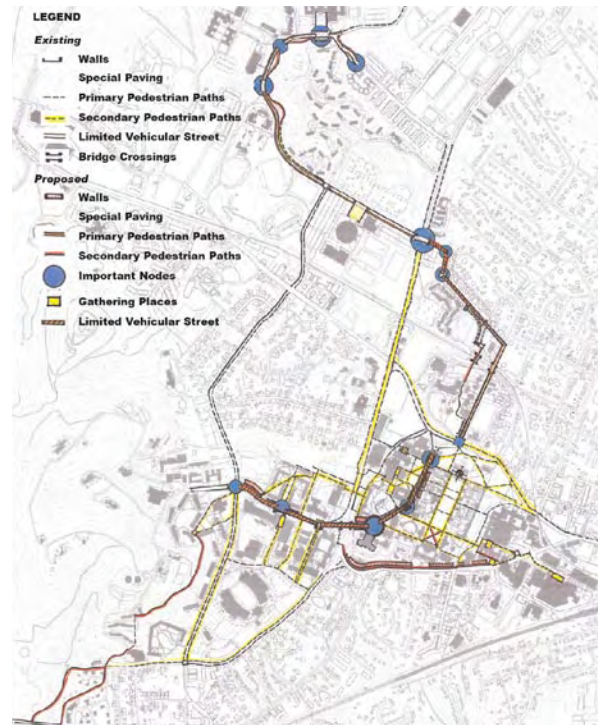 LEGEND
Existing
Walls
Special Paving
Primary Pedestrian Paths
Secondary Pedestrian Paths
Limited Vehicular Street
Bridge Crossings
Proposed
Walls
Special Paving
Primary Pedestrian Paths
Secondary Pedestrian Paths
Important Nodes
Gathering Places
Limited Vehicular Street